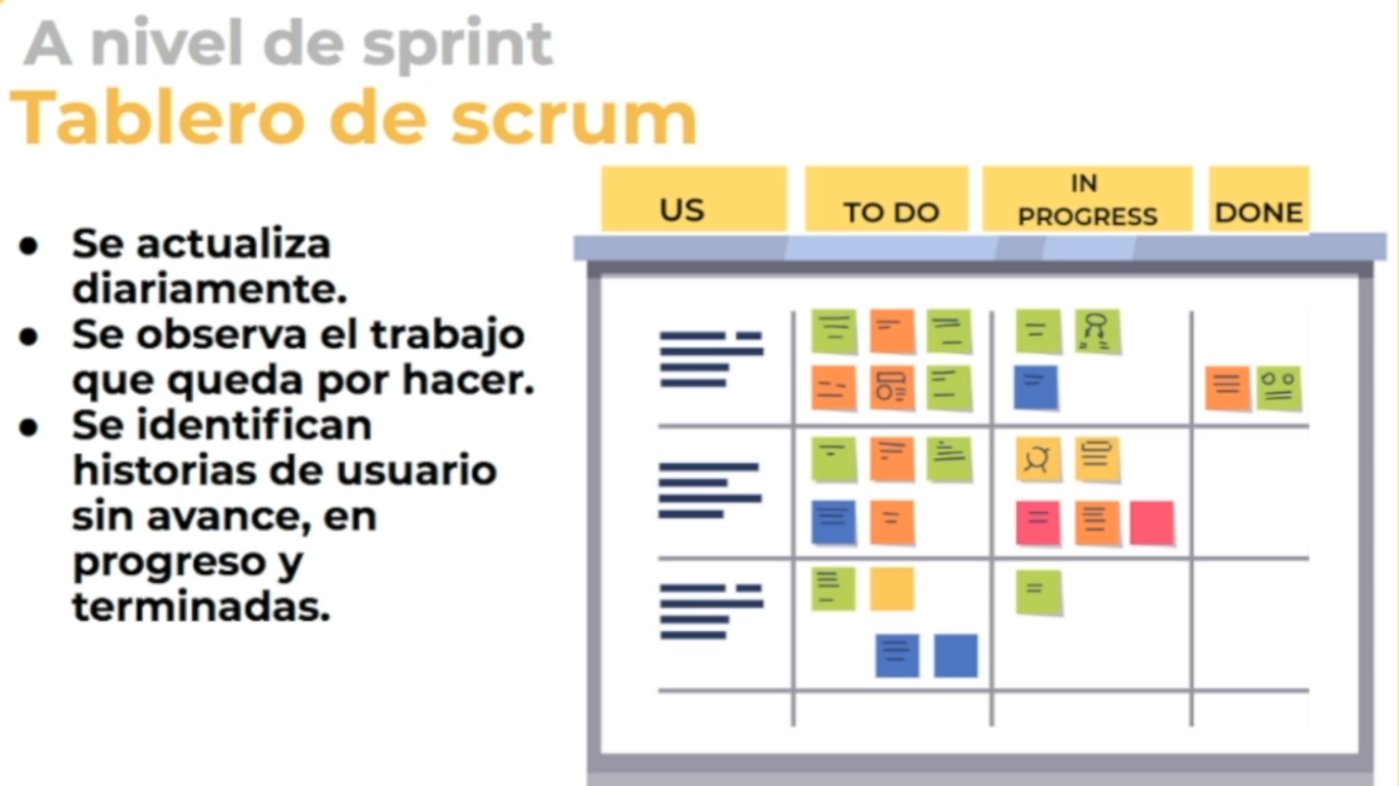 A nivel de sprint
Tablero de scrum
● Se actualiza
diariamente.
● Se observa el trabajo
que queda por hacer.
● Se identifican
historias de usuario
sin avance, en
progreso y
terminadas.
US
TO DO
IN
PROGRESS
DONE